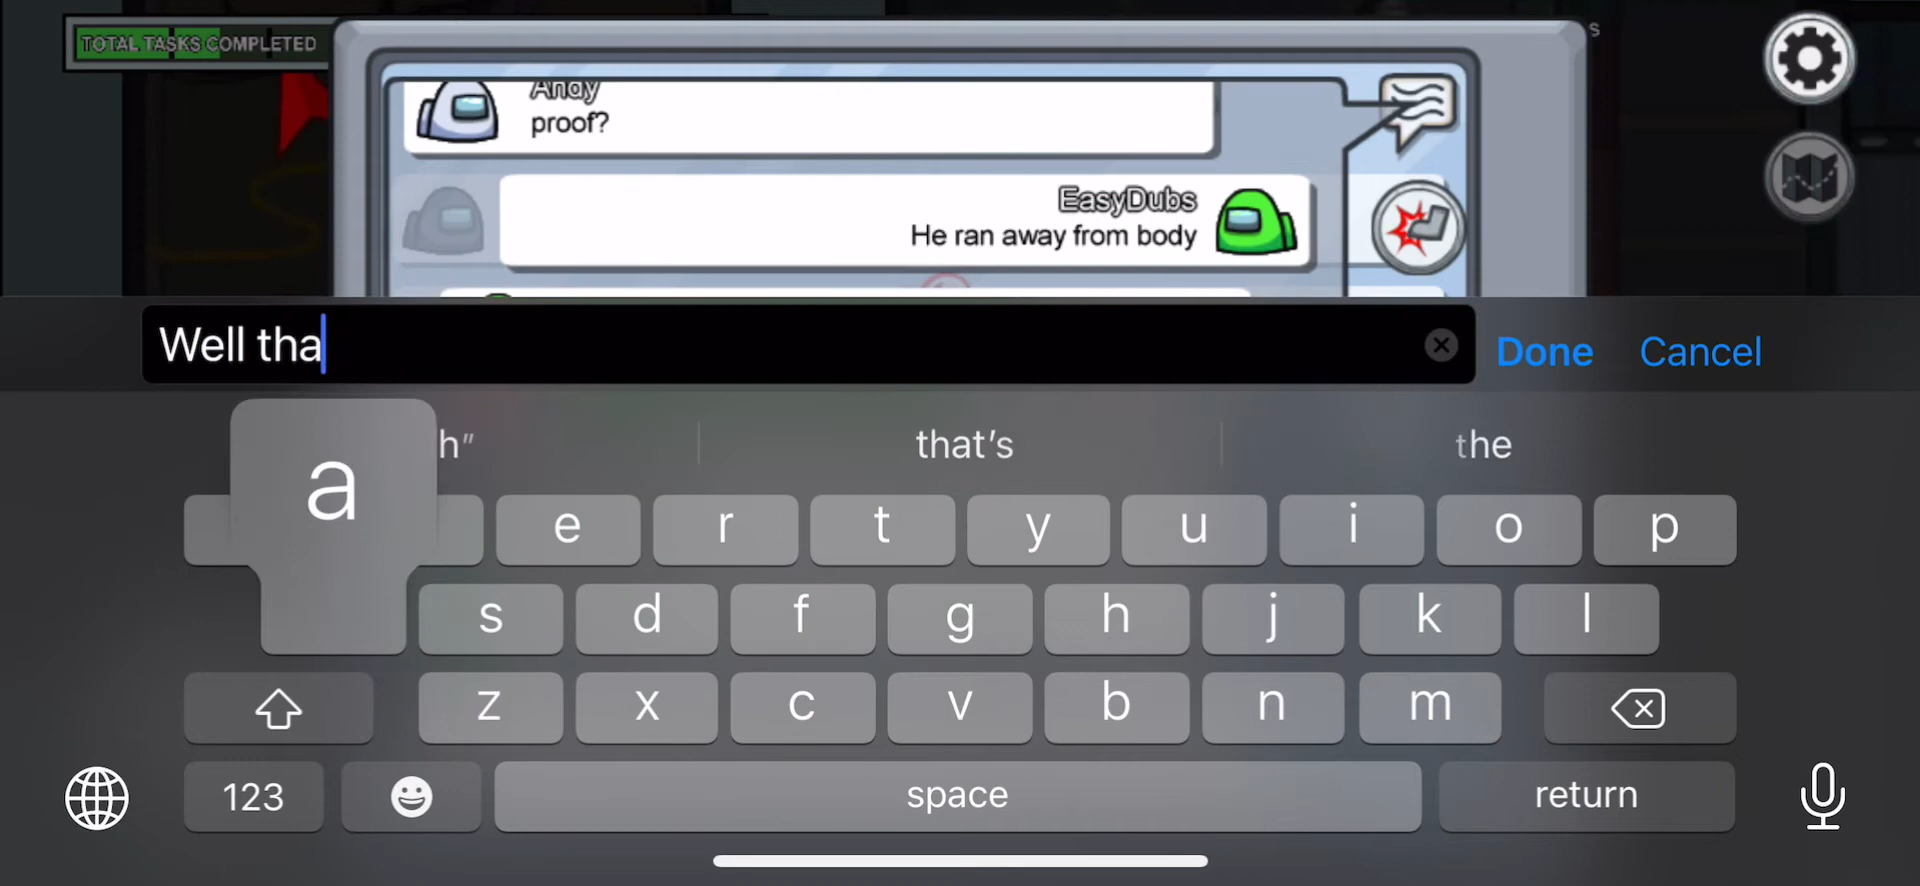 TOTAL TASKS COMPLETED
s
Andy
proof?
EasyDubs
He ran away from body
Well tha
Done
Cancel
h”
that’s
the
a
e r t y u i o p
s d f g h j k l
z x c v b n m
123
space
return